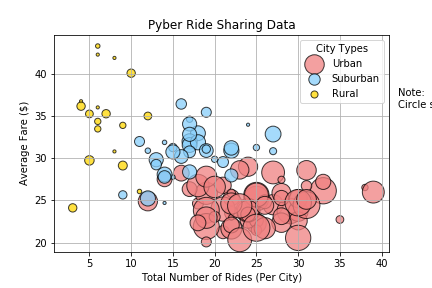 Pyber Ride Sharing Data
City Types
Urban
Suburban
Rural
Note:
Circle
Average Fare ($)
40
35
30
25
20
5 10 15 20 25 30 35 40
Total Number of Rides (Per City)